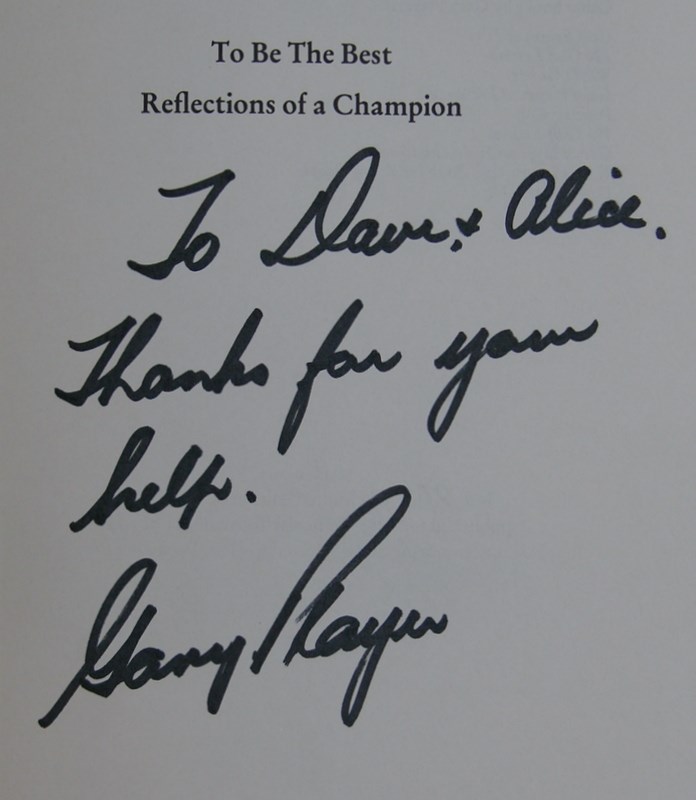 To Be The Best
Reflections of a Champion
To Dave & Alice.
Thanks for your
help.
Gary Player